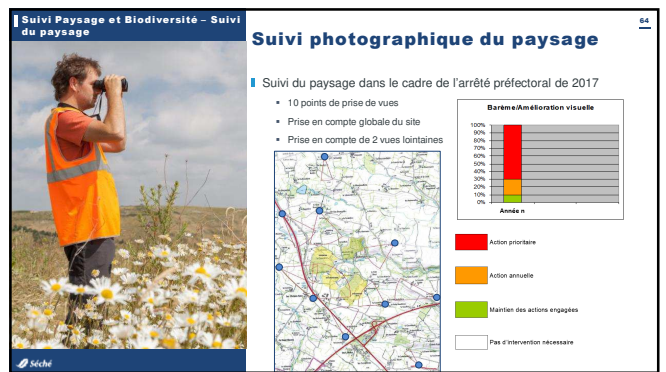 Suivi Paysage et Biodiversité – Suivi
du paysage
64
Suivi photographique du paysage
Suivi du paysage dans le cadre de l’arrêté préfectoral de 2017
10 points de prise de vues
Prise en compte globale du site
Prise en compte de 2 vues lointaines
Barème/Amélioration visuelle
100%
90%
80%
70%
60%
50%
40%
30%
20%
10%
0%
Année n
Action prioritaire
Action annuelle
Maintien des actions engagées
Pas d’intervention nécessaire
Séché